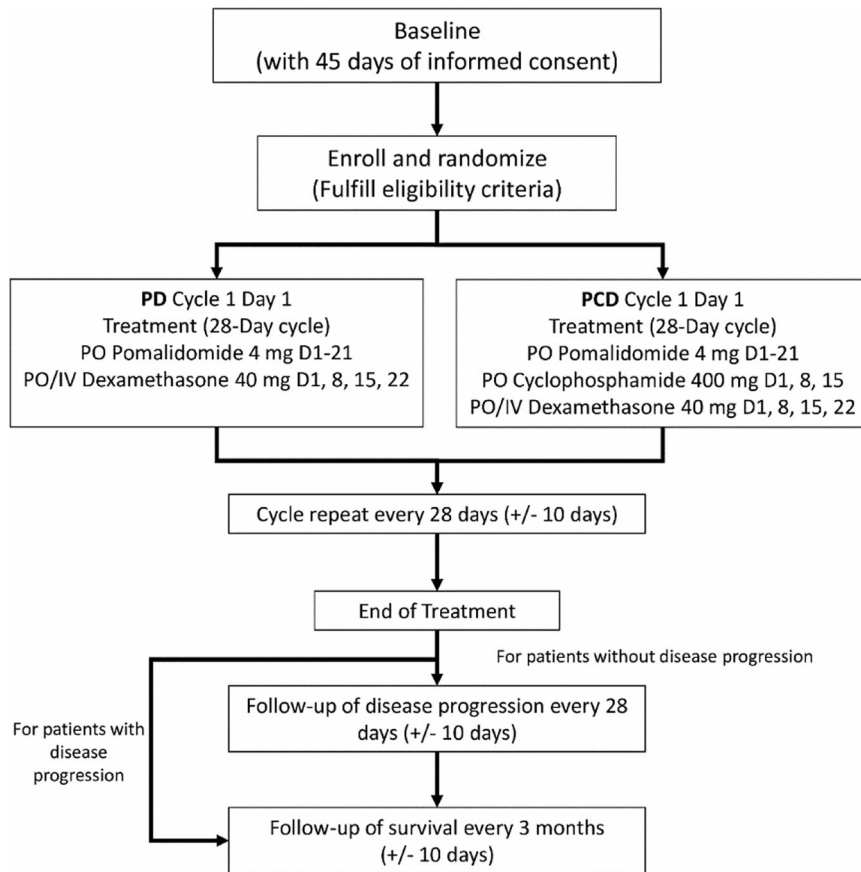 Baseline
(with 45 days of informed consent)
Enroll and randomize
(Fulfill eligibility criteria)
PD Cycle 1 Day 1
Treatment (28-Day cycle)
PO Pomalidomide 4 mg D1-21
PO/IV Dexamethasone 40 mg D1, 8, 15, 22
PCD Cycle 1 Day 1
Treatment (28-Day cycle)
PO Pomalidomide 4 mg D1-21
PO Cyclophosphamide 400 mg D1, 8, 15
PO/IV Dexamethasone 40 mg D1, 8, 15, 22
Cycle repeat every 28 days (+/- 10 days)
End of Treatment
For patients without disease progression
Follow-up of disease progression every 28
days (+/- 10 days)
For patients with
disease
progression
Follow-up of survival every 3 months
(+/- 10 days)